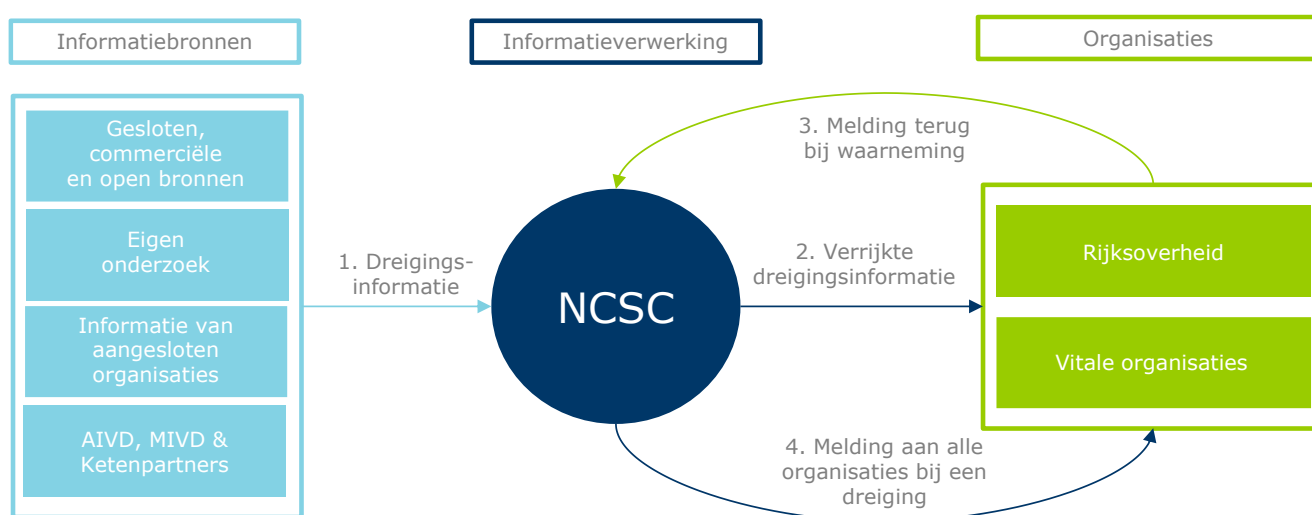 Informatiebronnen
Informatieverwerking
Organisaties
Gesloten,
commerciële
en open bronnen
Eigen
onderzoek
Informatie van
aangesloten
organisaties
AIVD, MIVD &
Ketenpartners
1. Dreigings-
informatie
NCSC
3. Melding terug
bij waarneming
2. Verrijkte
dreigingsinformatie
4. Melding aan alle
organisaties bij een
dreiging
Rijksoverheid
Vitale organisaties